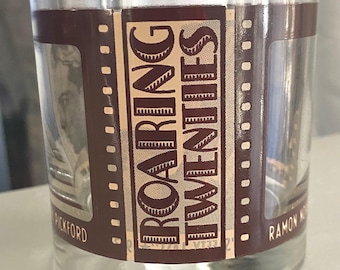 ROARING
TWENTIES
PICKFORD
RAMON